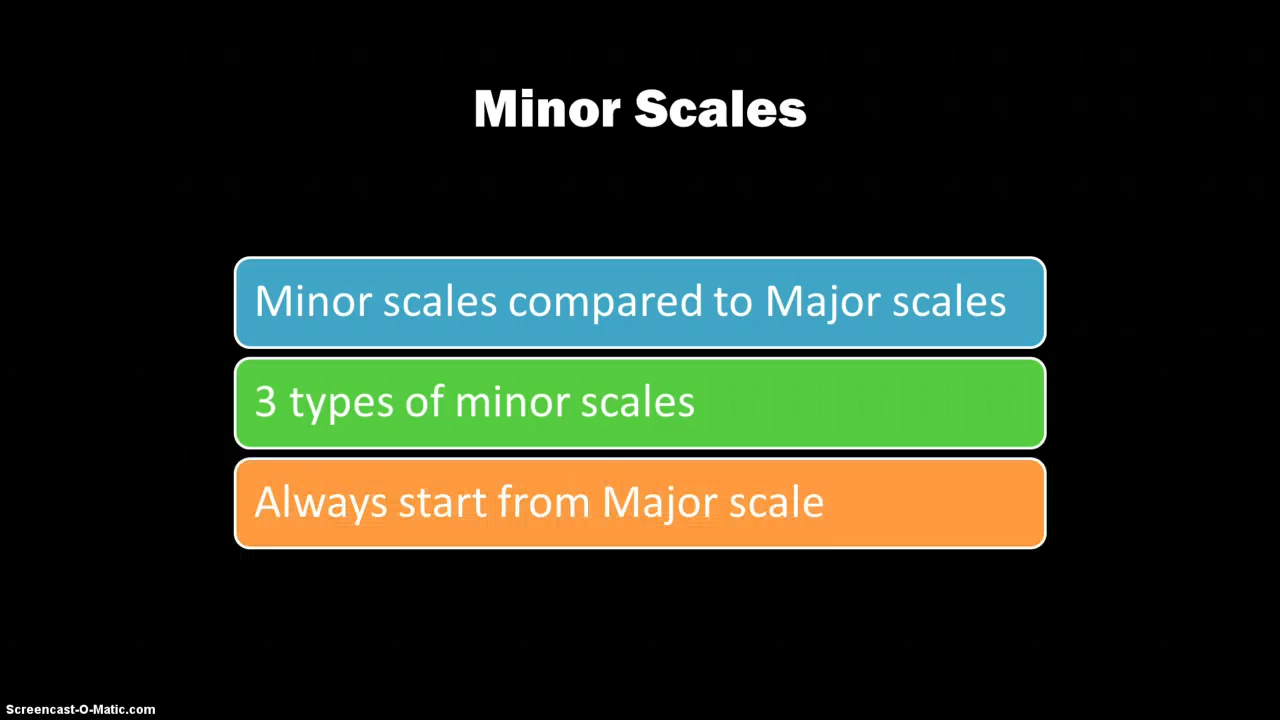 Minor Scales
Minor scales compared to Major scales
3 types of minor scales
Always start from Major scale
Screencast-O-Matic.com